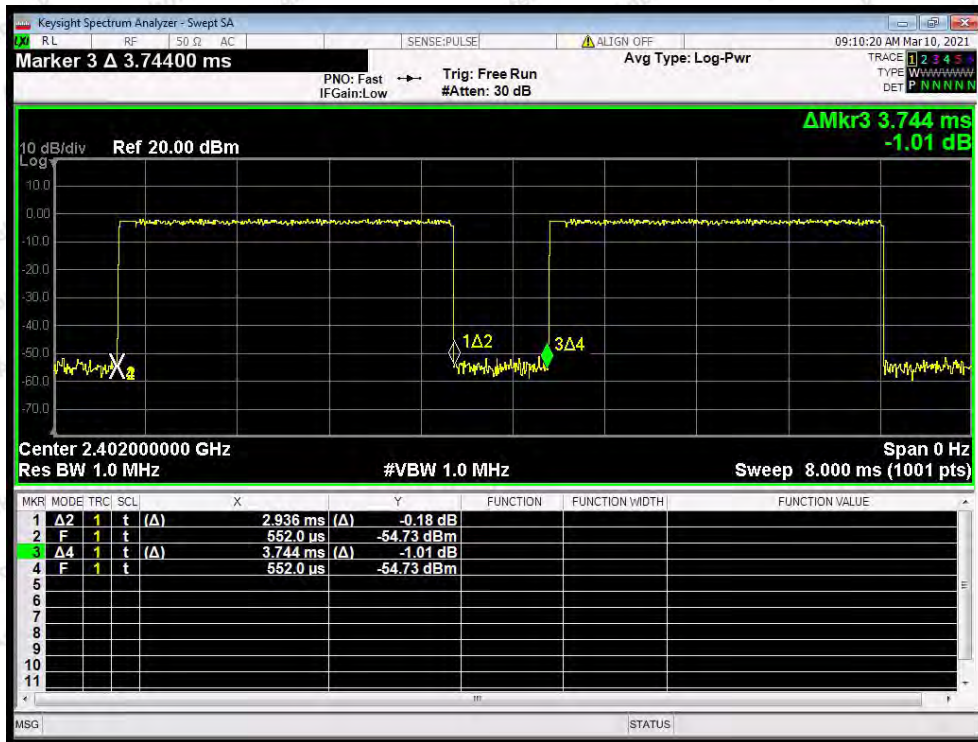 Keysight Spectrum Analyzer - Swept SA
LXI RL RF 50 Ω AC SENSE:PULSE ALIGN OFF 09:10:20 AM Mar 10, 2021
Marker 3 Δ 3.74400 ms
Avg Type: Log-Pwr
TRACE 1 2 3 4 5 6
PNO: Fast Trig: Free Run
TYPE WWWWWW
IFGain:Low #Atten: 30 dB
DET P N N N N N
ΔMkr3 3.744 ms
10 dB/div Ref 20.00 dBm -1.01 dB
Log
10.0
0.00
-10.0
-20.0
-30.0
-40.0
-50.0
1Δ2 3Δ4
-60.0
-70.0
Center 2.402000000 GHz Span 0 Hz
Res BW 1.0 MHz #VBW 1.0 MHz Sweep 8.000 ms (1001 pts)
MKR MODE TRC SCL X Y FUNCTION FUNCTION WIDTH FUNCTION VALUE
1 Δ2 1 t (Δ) 2.936 ms (Δ) -0.18 dB
2 F 1 t 552.0 μs -54.73 dBm
3 Δ4 1 t (Δ) 3.744 ms (Δ) -1.01 dB
4 F 1 t 552.0 μs -54.73 dBm
5
6
7
8
9
10
11
MSG STATUS